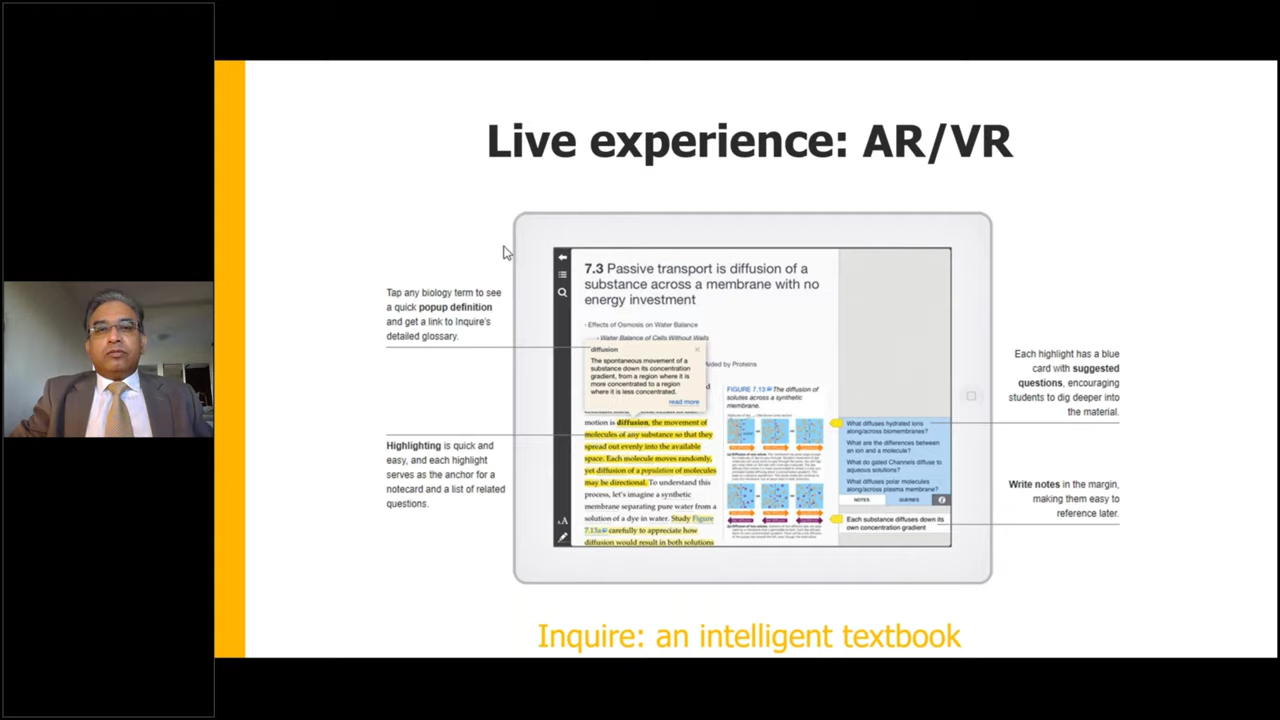 Live experience: AR/VR
Tap any biology term to see
a quick popup definition
and get a link to Inquire's
detailed glossary.
Highlighting is quick and
easy, and each highlight
serves as the anchor for a
notecard and a list of related
questions.
7.3 Passive transport is diffusion of a
substance across a membrane with no
energy investment
Effects of Osmosis on Water Balance
Water Balance of Cells Without Walls
Aided by Proteins
diffusion
The spontaneous movement of a
substance down its concentration
gradient, from a region where it is
more concentrated to a region
where it is less concentrated.
read more
motion is diffusion, the movement of
molecules of any substance so that they
spread out evenly into the available
space. Each molecule moves randomly,
yet diffusion of a population of molecules
may be directional. To understand this
process, let's imagine a synthetic
membrane separating pure water from a
solution of a dye in water. Study Figure
7.13a carefully to appreciate how
diffusion would result in both solutions
AA
FIGURE 7.13 The diffusion of
solutes across a synthetic
membrane.
What diffuses hydrated ions
along/across biomembranes?
What are the differences between
an ion and a molecule?
What do gated Channels diffuse to
aqueous solutions?
What diffuses polar molecules
along/across plasma membrane?
NOTES QUERIES
Each substance diffuses down its
own concentration gradient
Each highlight has a blue
card with suggested
questions, encouraging
students to dig deeper into
the material.
Write notes in the margin,
making them easy to
reference later.
Inquire: an intelligent textbook